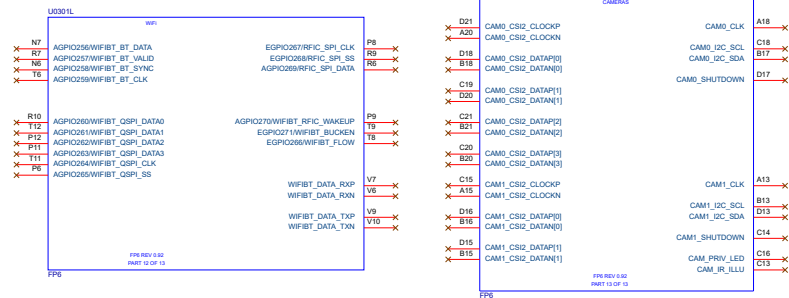 U0301L
WiFi
N7 AGPIO256/WIFIBT_BT_DATA EGPIO267/RFIC_SPI_CLK P8
R7 AGPIO257/WIFIBT_BT_VALID EGPIO268/RFIC_SPI_SS R9
N6 AGPIO258/WIFIBT_BT_SYNC AGPIO269/RFIC_SPI_DATA R6
T6 AGPIO259/WIFIBT_BT_CLK
R10 AGPIO260/WIFIBT_QSPI_DATA0 AGPIO270/WIFIBT_RFIC_WAKEUP P9
T12 AGPIO261/WIFIBT_QSPI_DATA1 EGPIO271/WIFIBT_BUCKEN T9
P12 AGPIO262/WIFIBT_QSPI_DATA2 EGPIO266/WIFIBT_FLOW T8
P11 AGPIO263/WIFIBT_QSPI_DATA3
T11 AGPIO264/WIFIBT_QSPI_CLK
P6 AGPIO265/WIFIBT_QSPI_SS
WIFIBT_DATA_RXP V7
WIFIBT_DATA_RXN V6
WIFIBT_DATA_TXP V9
WIFIBT_DATA_TXN V10
FP6 REV 0.92
PART 12 OF 13
FP6
CAMERAS
D21 CAM0_CSI2_CLOCKP CAM0_CLK A18
A20 CAM0_CSI2_CLOCKN
CAM0_I2C_SCL C18
D18 CAM0_CSI2_DATAP[0] CAM0_I2C_SDA B17
B18 CAM0_CSI2_DATAN[0]
CAM0_SHUTDOWN D17
C19 CAM0_CSI2_DATAP[1]
D20 CAM0_CSI2_DATAN[1]
C21 CAM0_CSI2_DATAP[2]
B21 CAM0_CSI2_DATAN[2]
C20 CAM0_CSI2_DATAP[3]
B20 CAM0_CSI2_DATAN[3]
C15 CAM1_CSI2_CLOCKP CAM1_CLK A13
A15 CAM1_CSI2_CLOCKN
CAM1_I2C_SCL B13
D16 CAM1_CSI2_DATAP[0] CAM1_I2C_SDA D13
B16 CAM1_CSI2_DATAN[0]
CAM1_SHUTDOWN C14
D15 CAM1_CSI2_DATAP[1]
B15 CAM1_CSI2_DATAN[1] CAM_PRIV_LED C16
CAM_IR_ILLU C13
FP6 REV 0.92
PART 13 OF 13
FP6